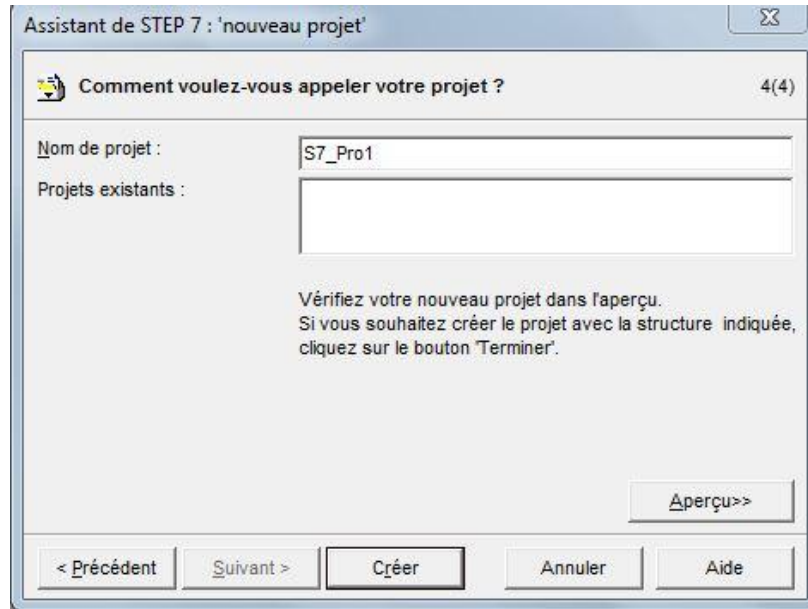 Assistant de STEP 7 : 'nouveau projet'
Comment voulez-vous appeler votre projet ?
4(4)
Nom de projet :
S7_Pro1
Projets existants :
Vérifiez votre nouveau projet dans l'aperçu.
Si vous souhaitez créer le projet avec la structure indiquée,
cliquez sur le bouton 'Terminer'.
Aperçu>>
< Précédent
Suivant >
Créer
Annuler
Aide